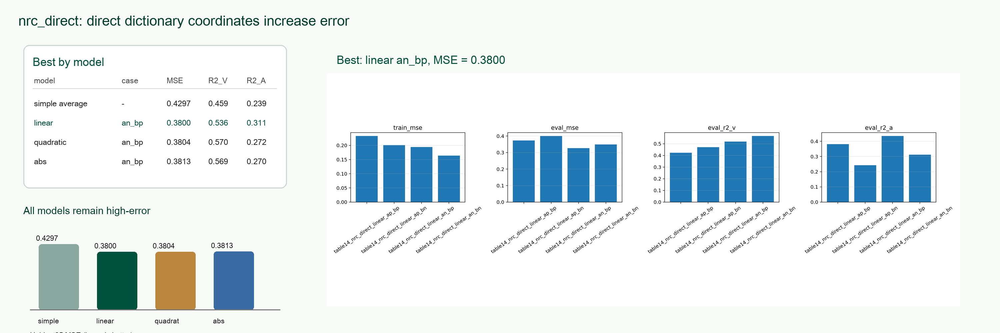 nrc_direct: direct dictionary coordinates increase error
Best by model
model case MSE R2_V R2_A
simple average - 0.4297 0.459 0.239
linear an_bp 0.3800 0.536 0.311
quadratic an_bp 0.3804 0.570 0.272
abs an_bp 0.3813 0.569 0.270
All models remain high-error
0.4297
0.3800
0.3804
0.3813
simple
linear
quadrat
abs
Best: linear an_bp, MSE = 0.3800
train_mse
0.20
0.15
0.10
0.05
0.00
table14_nrc_direct_linear_ap_bp
table14_nrc_direct_linear_ap_bn
table14_nrc_direct_linear_an_bp
table14_nrc_direct_linear_an_bn
eval_mse
0.4
0.3
0.2
0.1
0.0
table14_nrc_direct_linear_ap_bp
table14_nrc_direct_linear_ap_bn
table14_nrc_direct_linear_an_bp
table14_nrc_direct_linear_an_bn
eval_r2_v
0.5
0.4
0.3
0.2
0.1
0.0
table14_nrc_direct_linear_ap_bp
table14_nrc_direct_linear_ap_bn
table14_nrc_direct_linear_an_bp
table14_nrc_direct_linear_an_bn
eval_r2_a
0.4
0.3
0.2
0.1
0.0
table14_nrc_direct_linear_ap_bp
table14_nrc_direct_linear_ap_bn
table14_nrc_direct_linear_an_bp
table14_nrc_direct_linear_an_bn